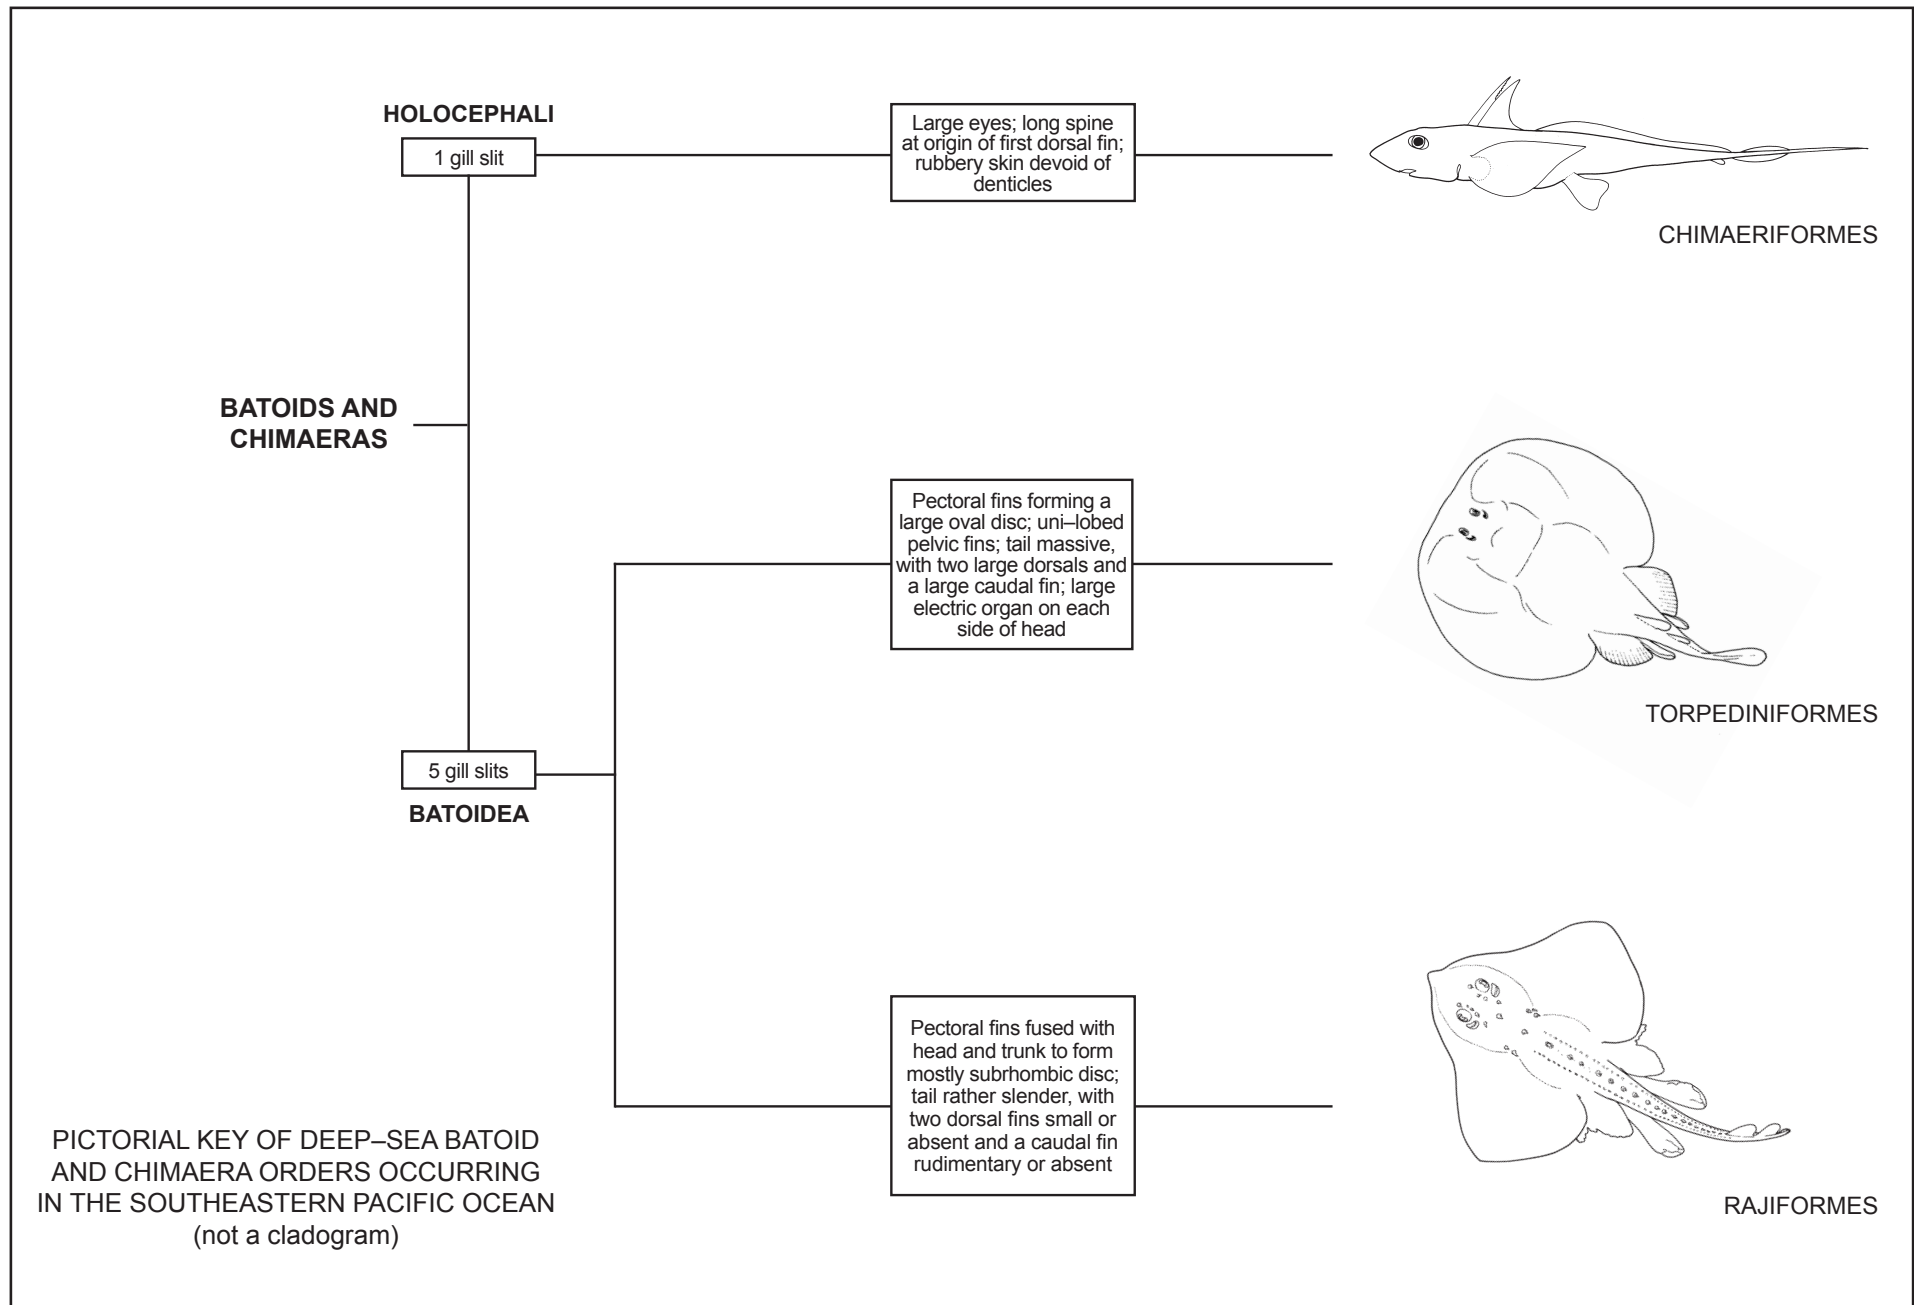 HOLOCEPHALI
1 gill slit
Large eyes; long spine
at origin of first dorsal fin;
rubbery skin devoid of
denticles
CHIMAERIFORMES
BATOIDS AND
CHIMAERAS
Pectoral fins forming a
large oval disc; uni–lobed
pelvic fins; tail massive,
with two large dorsals and
a large caudal fin; large
electric organ on each
side of head
TORPEDINIFORMES
5 gill slits
BATOIDEA
Pectoral fins fused with
head and trunk to form
mostly subrhombic disc;
tail rather slender, with
two dorsal fins small or
absent and a caudal fin
rudimentary or absent
RAJIFORMES
PICTORIAL KEY OF DEEP–SEA BATOID
AND CHIMAERA ORDERS OCCURRING
IN THE SOUTHEASTERN PACIFIC OCEAN
(not a cladogram)